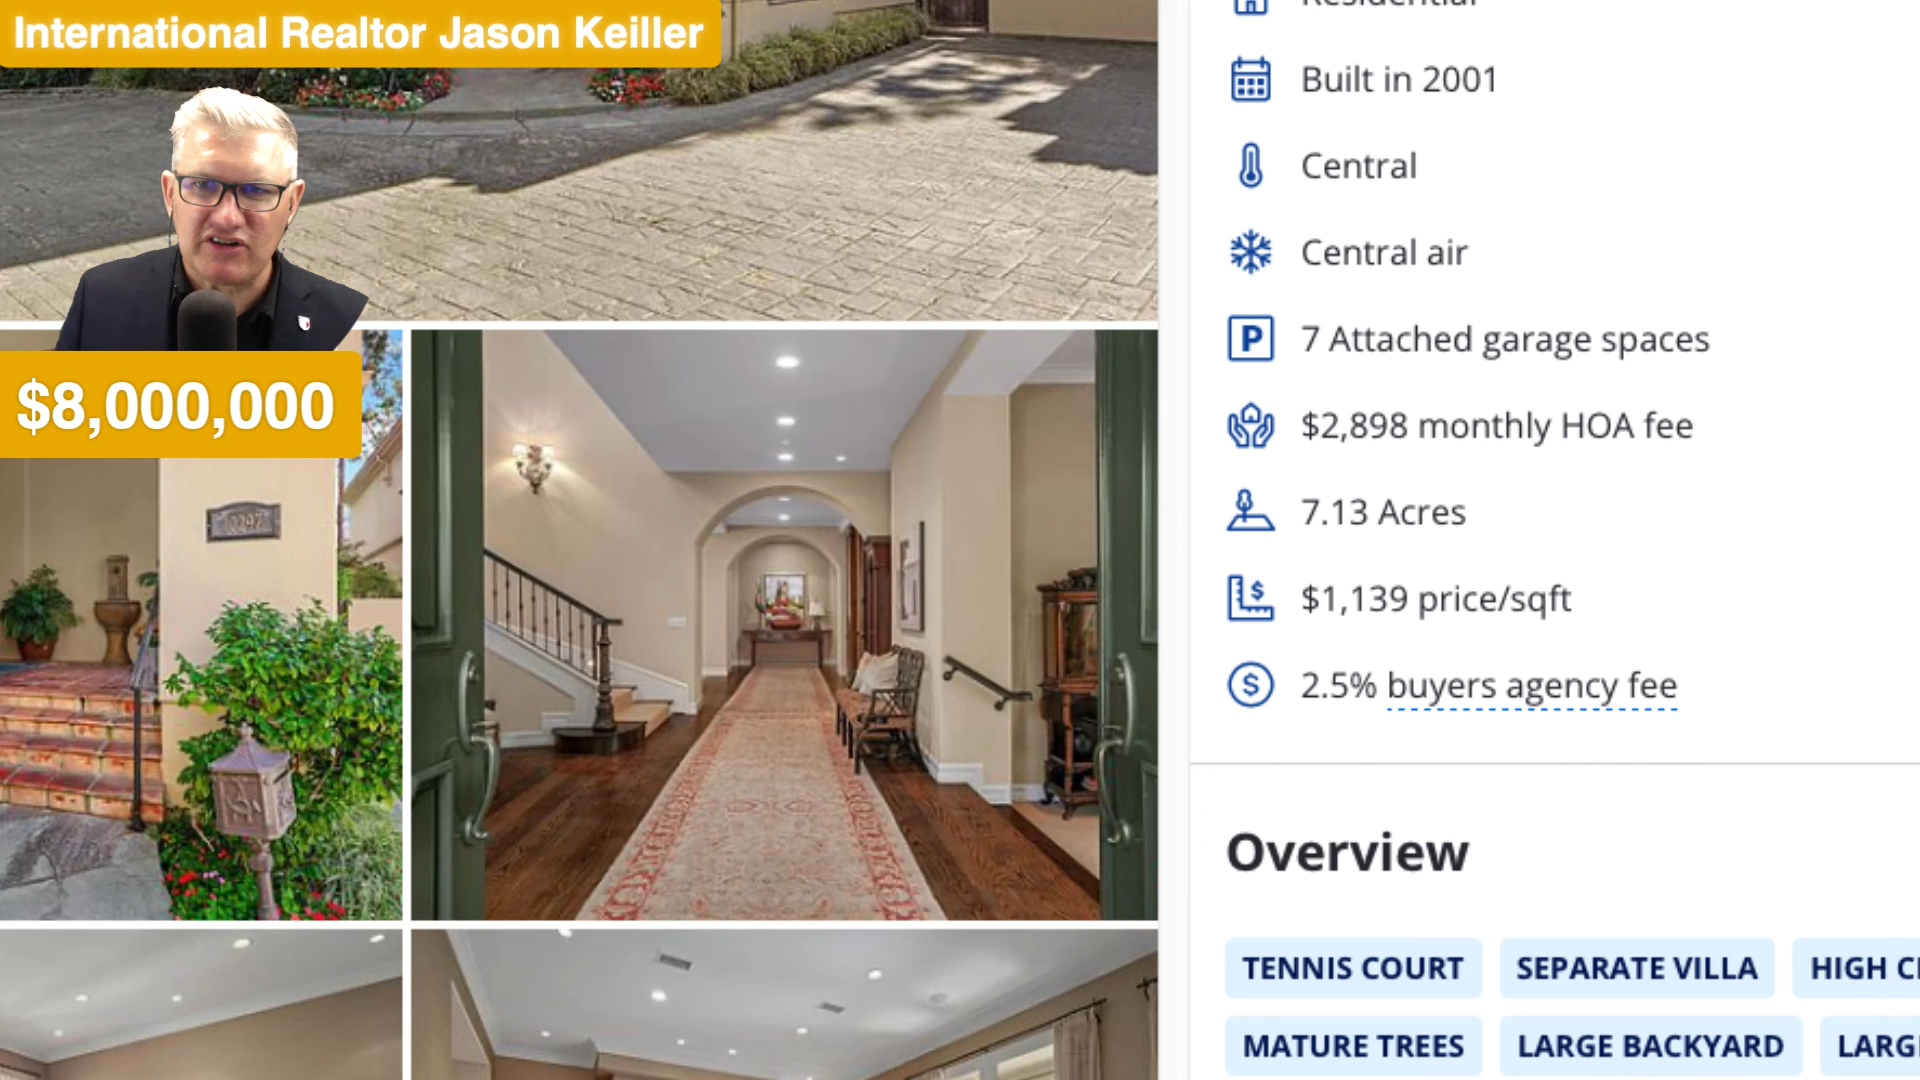 International Realtor Jason Keiller
$8,000,000
Residential
Built in 2001
Central
Central air
P
7 Attached garage spaces
$2,898 monthly HOA fee
7.13 Acres
$
$1,139 price/sqft
$
2.5% buyers agency fee
Overview
TENNIS COURT
SEPARATE VILLA
HIGH
MATURE TREES
LARGE BACKYARD